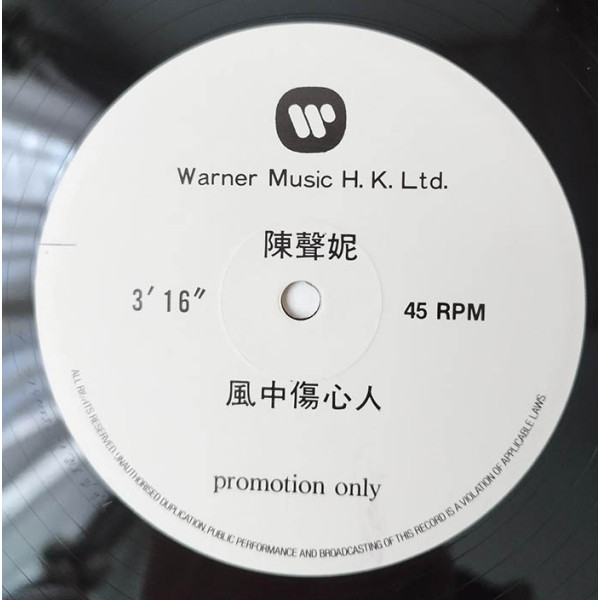 Warner Music H. K. Ltd.
陳聲妮
3' 16" 45 RPM
風中傷心人
promotion only
ALL RIGHTS RESERVED. UNAUTHORISED DUPLICATION. PUBLIC PERFORMANCE AND BROADCASTING OF THIS RECORD IS A VIOLATION OF APPLICABLE LAWS